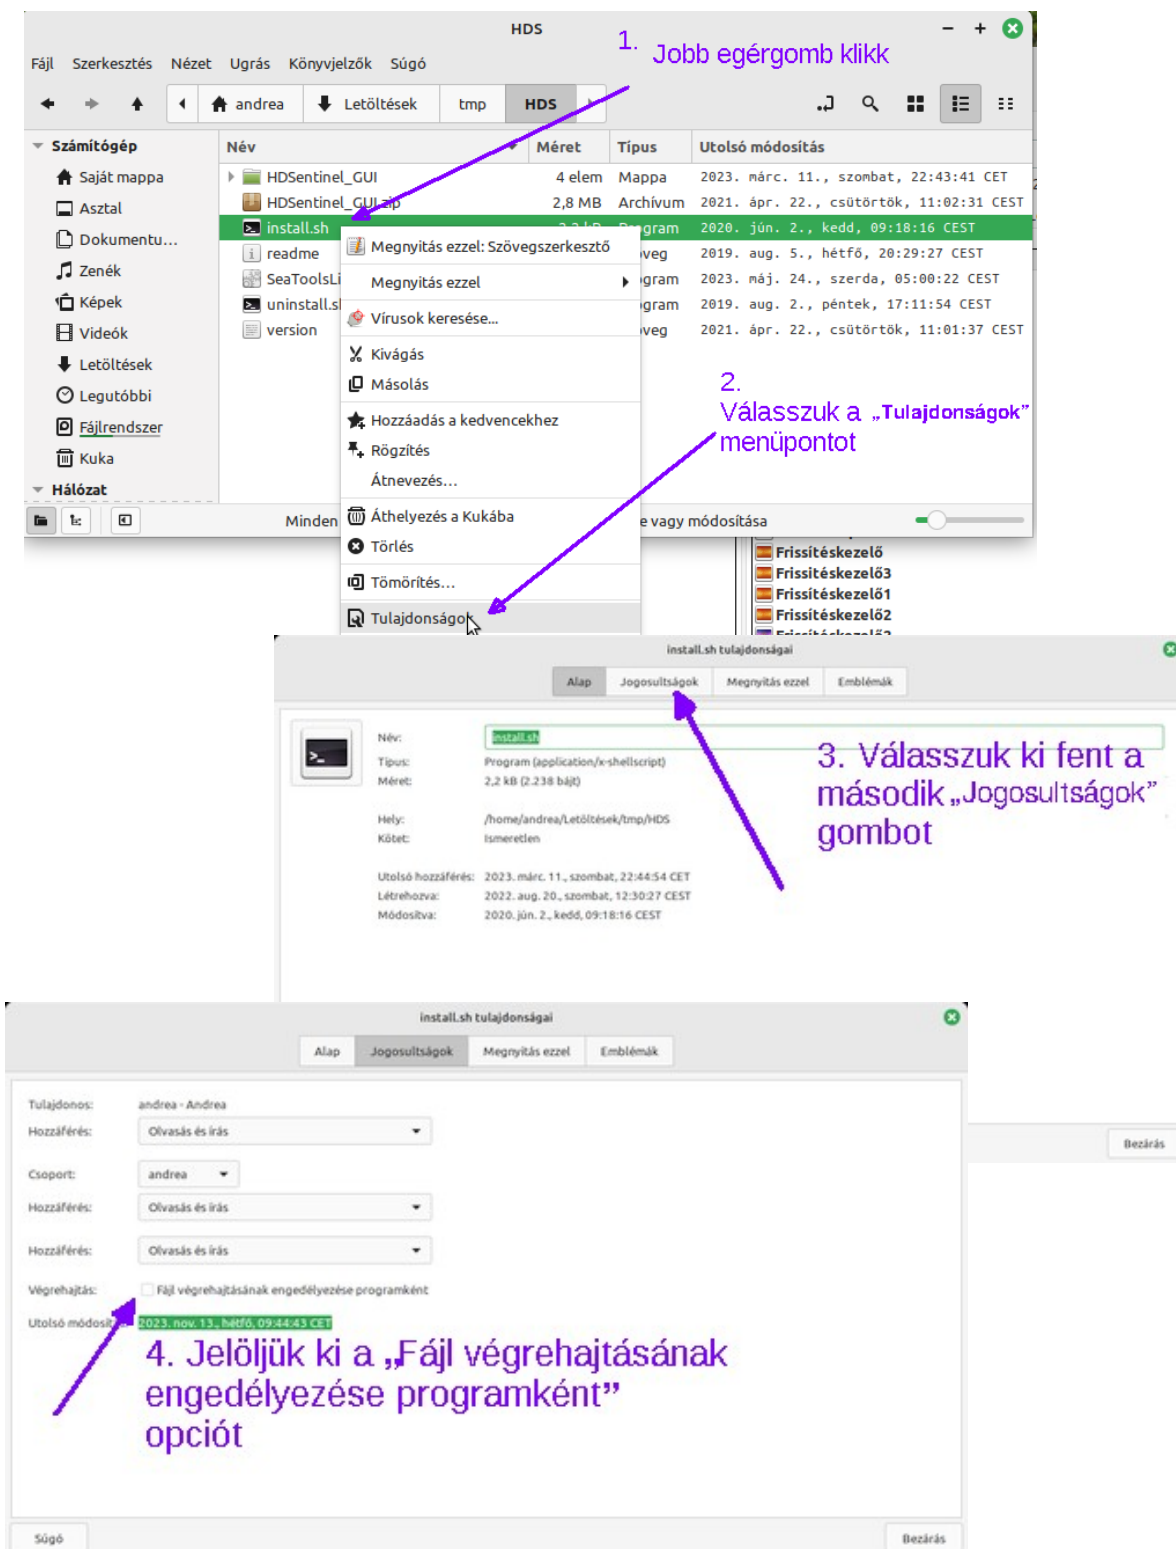 HDS
1. Jobb egérgomb klikk
Fájl Szerkesztés Nézet Ugrás Könyvjelzők Súgó
andrea Letöltések tmp HDS
Számítógép
Saját mappa
Asztal
Dokumentu...
Zenék
Képek
Videók
Letöltések
Legutóbbi
Fájlrendszer
Kuka
Hálózat
Név Méret Típus Utolsó módosítás
HDSentinel_GUI 4 elem Mappa 2023. márc. 11., szombat, 22:43:41 CET
HDSentinel_GUI.zip 2,8 MB Archívum 2021. ápr. 22., csütörtök, 11:02:31 CEST
install.sh 2,2 kB Program 2020. jún. 2., kedd, 09:18:16 CEST
readme öveg 2019. aug. 5., hétfő, 20:29:27 CEST
SeaToolsLi gram 2023. máj. 24., szerda, 05:00:22 CEST
uninstall.s gram 2019. aug. 2., péntek, 17:11:54 CEST
version öveg 2021. ápr. 22., csütörtök, 11:01:37 CEST
Megnyitás ezzel: Szövegszerkesztő
Megnyitás ezzel
Vírusok keresése...
Kivágás
Másolás
Hozzáadás a kedvencekhez
Rögzítés
Átnevezés...
Áthelyezés a Kukába
Törlés
Tömörítés...
Tulajdonságok
2.
Válasszuk a „Tulajdonságok”
menüpontot
Minden e vagy módosítása
Frissítéskezelő
Frissítéskezelő3
Frissítéskezelő1
Frissítéskezelő2
install.sh tulajdonságai
Alap Jogosultságok Megnyitás ezzel Emblémák
Név: install.sh
Típus: Program (application/x-shellscript)
Méret: 2,2 kB (2.238 bájt)
Hely: /home/andrea/Letöltések/tmp/HDS
Kötet: Ismeretlen
Utolsó hozzáférés: 2023. márc. 11., szombat, 22:44:54 CET
Létrehozva: 2022. aug. 20., szombat, 12:30:27 CEST
Módosítva: 2020. jún. 2., kedd, 09:18:16 CEST
3. Válasszuk ki fent a
második „Jogosultságok”
gombot
Bezárás
install.sh tulajdonságai
Alap Jogosultságok Megnyitás ezzel Emblémák
Tulajdonos: andrea - Andrea
Hozzáférés: Olvasás és írás
Csoport: andrea
Hozzáférés: Olvasás és írás
Hozzáférés: Olvasás és írás
Végrehajtás: Fájl végrehajtásának engedélyezése programként
Utolsó módosít 2023. nov. 13., hétfő, 09:44:43 CET
4. Jelöljük ki a „Fájl végrehajtásának
engedélyezése programként”
opciót
Súgó Bezárás